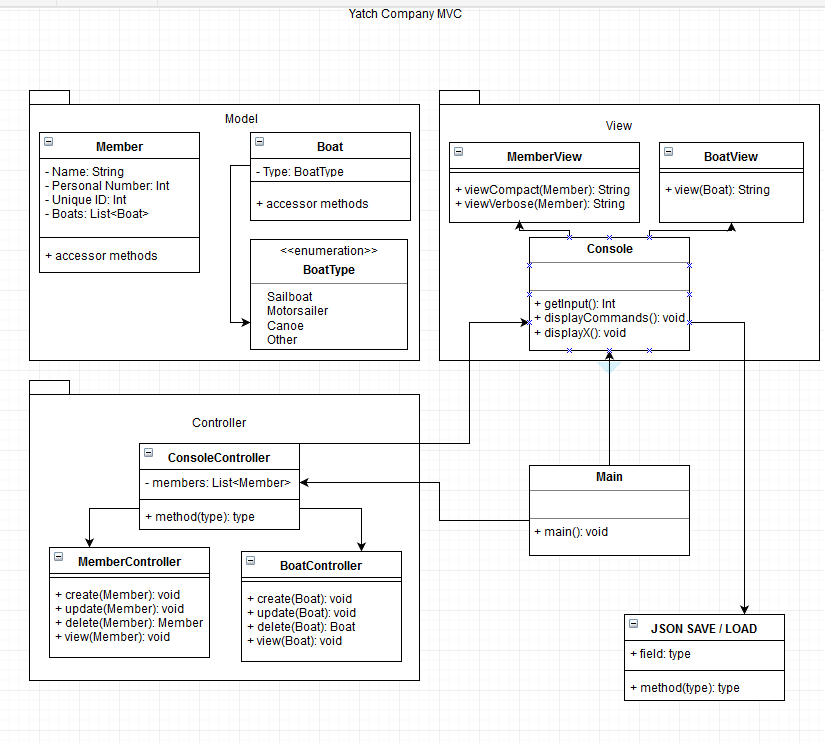 Yatch Company MVC
Model
Member
- Name: String
- Personal Number: Int
- Unique ID: Int
- Boats: List<Boat>
+ accessor methods
Boat
- Type: BoatType
+ accessor methods
<<enumeration>>
BoatType
Sailboat
Motorsailer
Canoe
Other
View
MemberView
+ viewCompact(Member): String
+ viewVerbose(Member): String
BoatView
+ view(Boat): String
Console
+ getInput(): Int
+ displayCommands(): void
+ displayX(): void
Controller
ConsoleController
- members: List<Member>
+ method(type): type
MemberController
+ create(Member): void
+ update(Member): void
+ delete(Member): Member
+ view(Member): void
BoatController
+ create(Boat): void
+ update(Boat): void
+ delete(Boat): Boat
+ view(Boat): void
Main
+ main(): void
JSON SAVE / LOAD
+ field: type
+ method(type): type